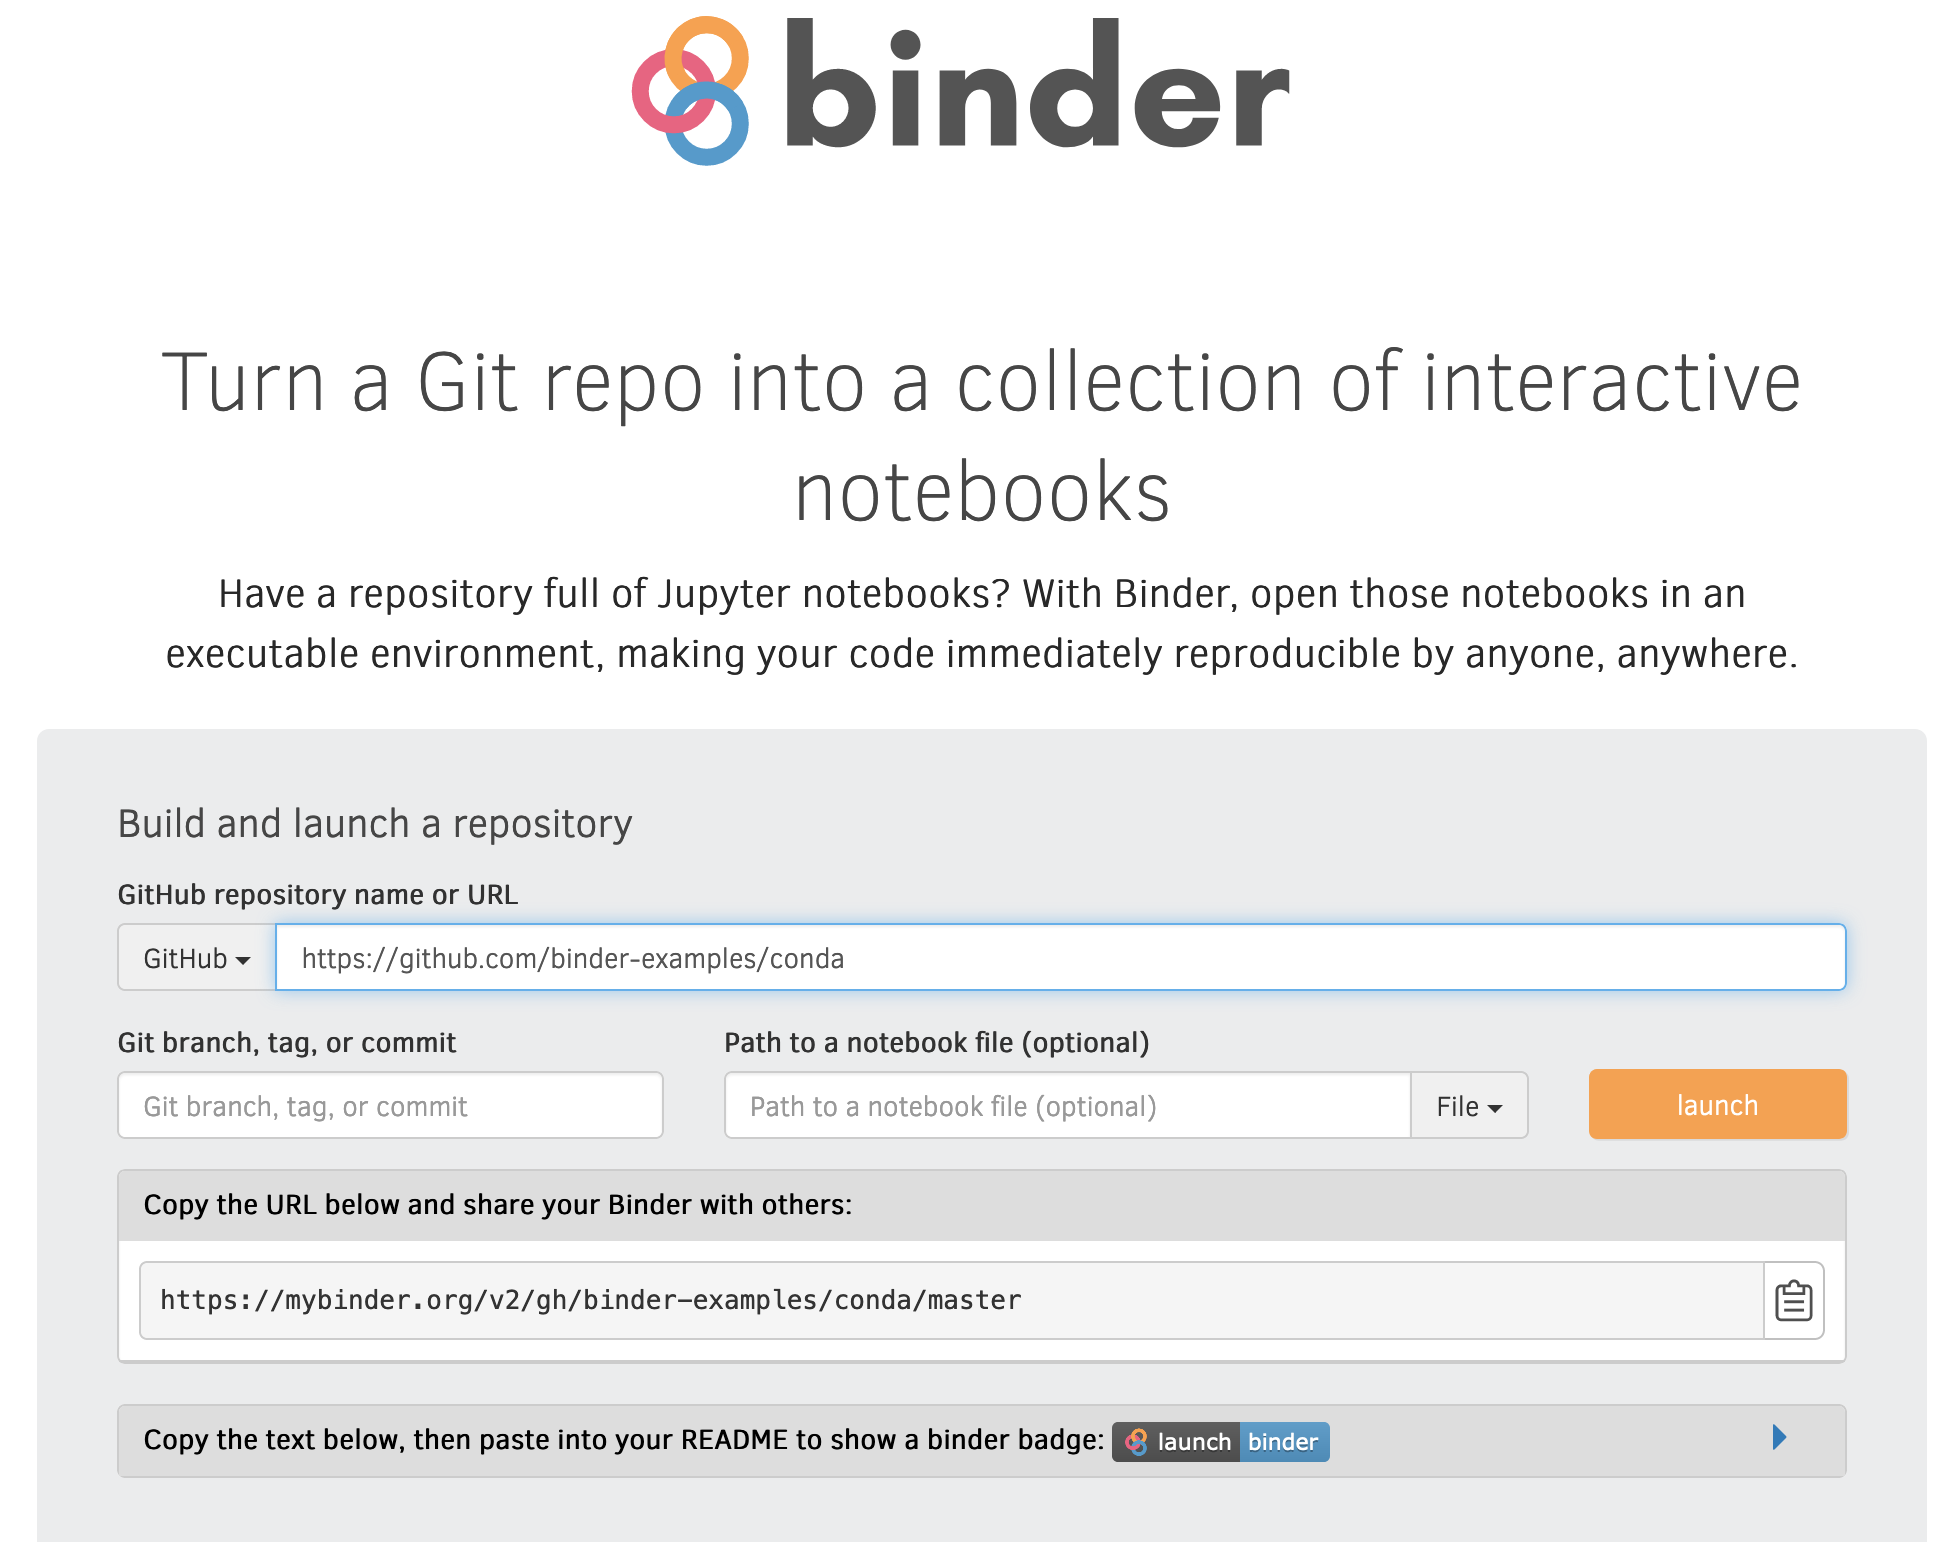 binder
Turn a Git repo into a collection of interactive
notebooks
Have a repository full of Jupyter notebooks? With Binder, open those notebooks in an
executable environment, making your code immediately reproducible by anyone, anywhere.
Build and launch a repository
GitHub repository name or URL
GitHub https://github.com/binder-examples/conda
Git branch, tag, or commit Path to a notebook file (optional)
Git branch, tag, or commit Path to a notebook file (optional) File launch
Copy the URL below and share your Binder with others:
https://mybinder.org/v2/gh/binder-examples/conda/master
Copy the text below, then paste into your README to show a binder badge: launch binder